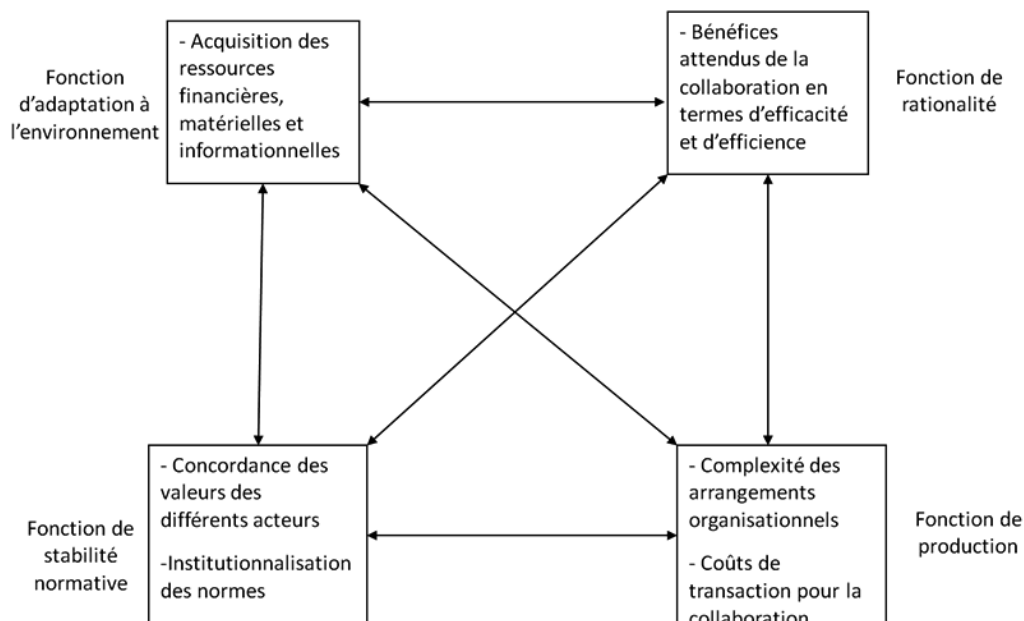 Fonction
d'adaptation à
l'environnement
- Acquisition des
ressources
financières,
matérielles et
informationnelles
- Bénéfices
attendus de la
collaboration en
termes d'efficacité
et d'efficience
Fonction de
rationalité
Fonction de
stabilité
normative
- Concordance des
valeurs des
différents acteurs
-Institutionnalisation
des normes
- Complexité des
arrangements
organisationnels
- Coûts de
transaction pour la
collaboration
Fonction de
production